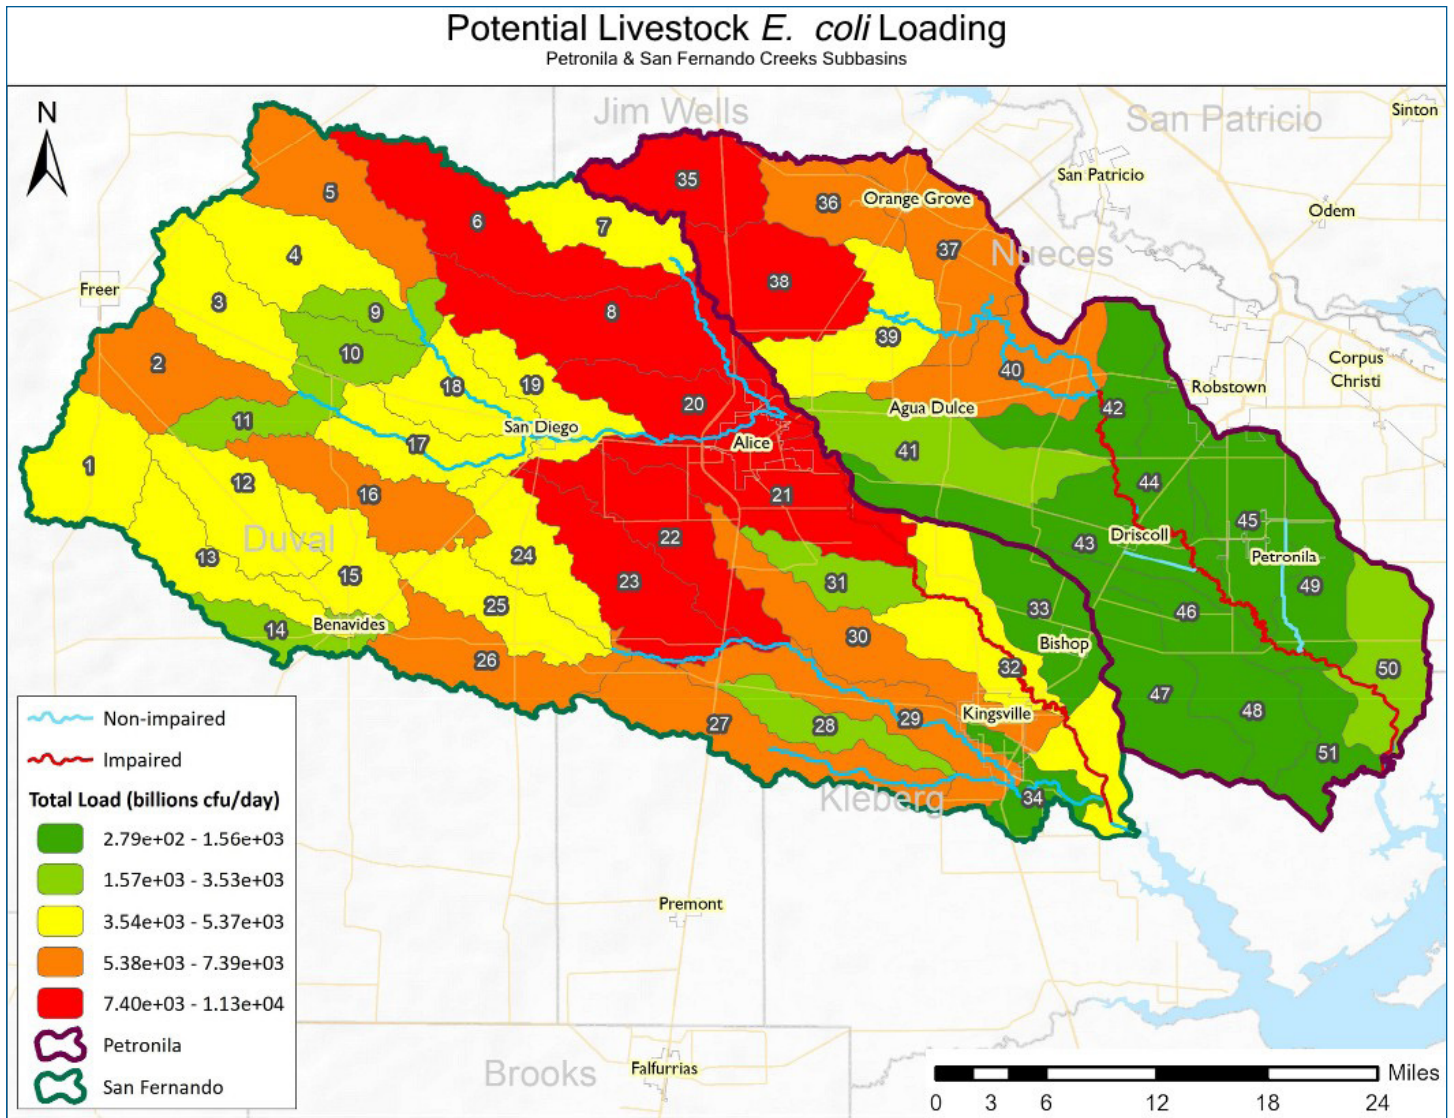 Potential Livestock E. coli Loading
Petronila & San Fernando Creeks Subbasins
N
Jim Wells
San Patricio
Sinton
San Patricio
Odem
Nueces
Orange Grove
Freer
Corpus
Christi
Robstown
Agua Dulce
San Diego
Alice
Duval
Driscoll
Petronila
Benavides
Bishop
Kingsville
Kleberg
Premont
Falfurrias
Brooks
1
2
3
4
5
6
7
8
9
10
11
12
13
14
15
16
17
18
19
20
21
22
23
24
25
26
27
28
29
30
31
32
33
34
35
36
37
38
39
40
41
42
43
44
45
46
47
48
49
50
51
Non-impaired
Impaired
Total Load (billions cfu/day)
2.79e+02 - 1.56e+03
1.57e+03 - 3.53e+03
3.54e+03 - 5.37e+03
5.38e+03 - 7.39e+03
7.40e+03 - 1.13e+04
Petronila
San Fernando
Miles
0 3 6 12 18 24